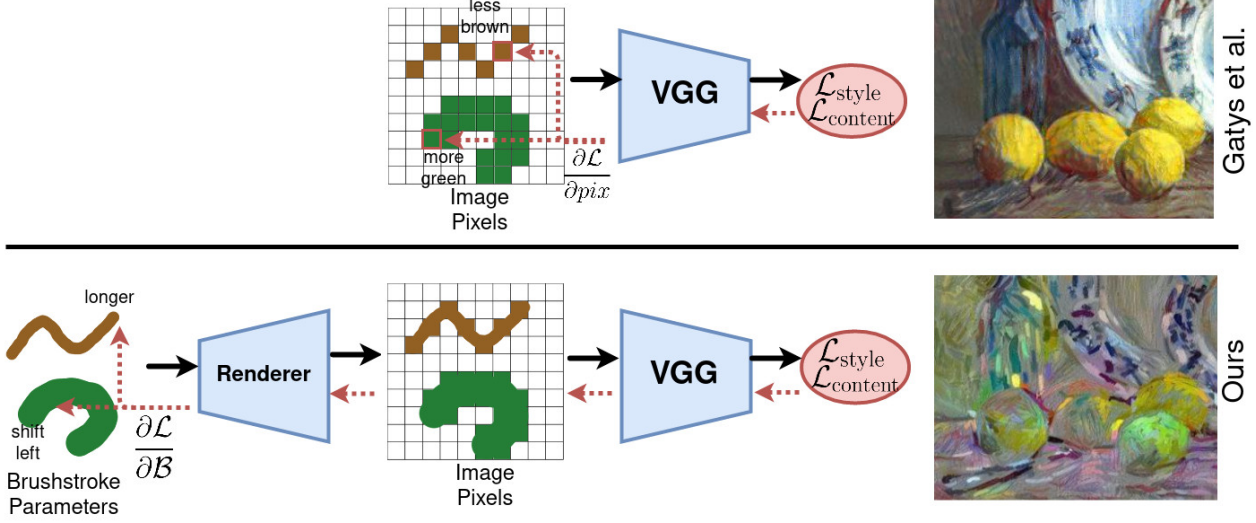 less
brown
more
green
Image
Pixels
∂ℒ
∂pix
VGG
ℒstyle
ℒcontent
Gatys et al.
longer
shift
left
Brushstroke
Parameters
∂ℒ
∂ℬ
Renderer
Image
Pixels
VGG
ℒstyle
ℒcontent
Ours